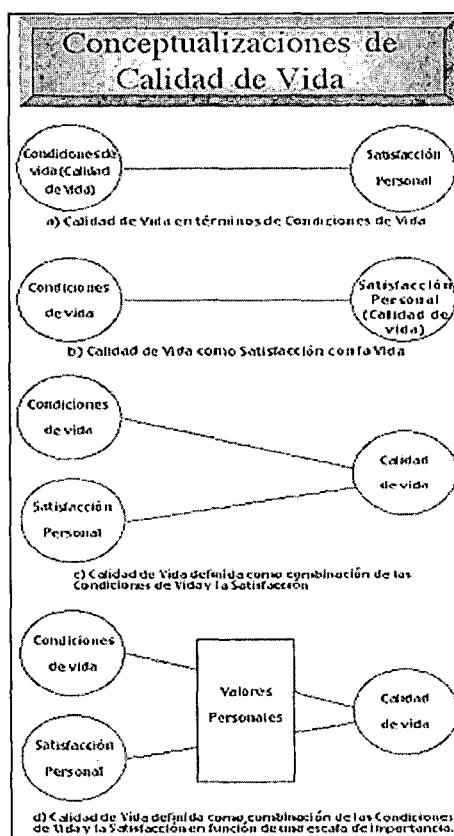 Conceptualizaciones de
Calidad de Vida
Condiciones de
vida (Calidad
de Vida)
Satisfacción
Personal
a) Calidad de Vida en términos de Condiciones de Vida
Condiciones
de vida
Satisfacción
Personal
(Calidad de
vida)
b) Calidad de Vida como Satisfacción con la Vida
Condiciones
de vida
Satisfacción
Personal
Calidad
de vida
c) Calidad de Vida definida como combinación de las
Condiciones de Vida y la Satisfacción
Condiciones
de vida
Satisfacción
Personal
Valores
Personales
Calidad
de vida
d) Calidad de Vida definida como combinación de las Condiciones
de Vida y la Satisfacción en función de una escala de importancia.